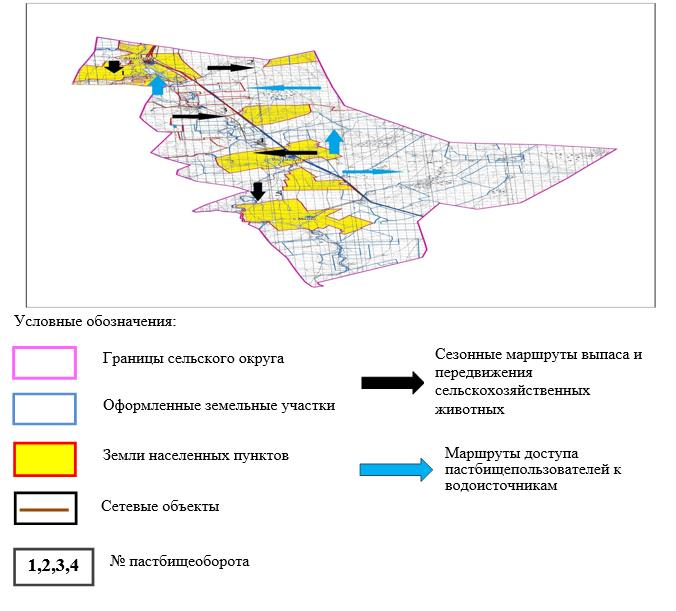 Условные обозначения:
Границы сельского округа
Оформленные земельные участки
Земли населенных пунктов
Сетевые объекты
1,2,3,4
№ пастбищеоборота
Сезонные маршруты выпаса и
передвижения
сельскохозяйственных
животных
Маршруты доступа
пастбищепользователей к
водоисточникам